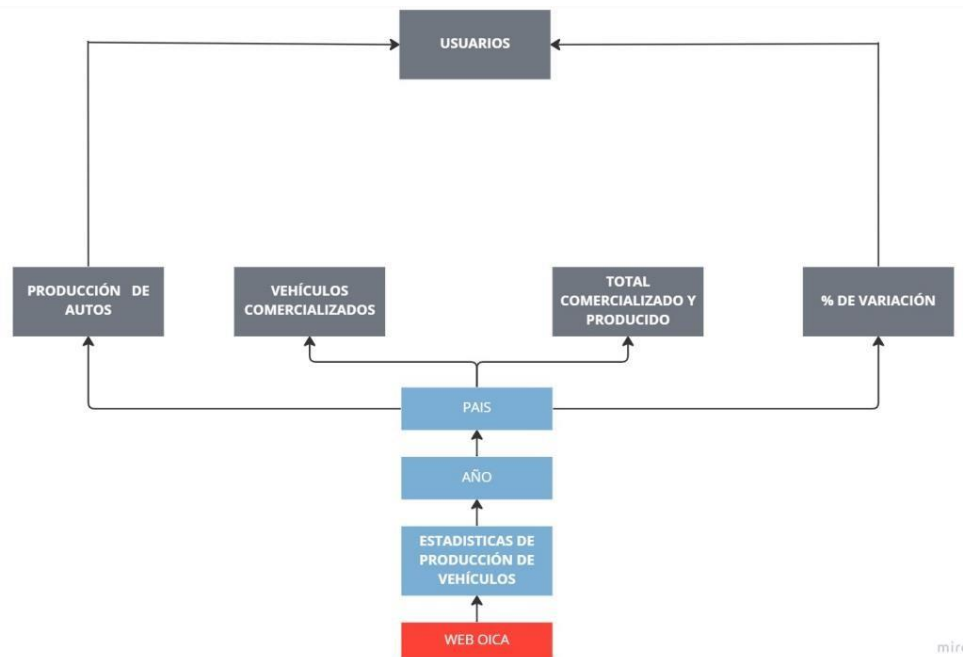 USUARIOS
PRODUCCIÓN DE
AUTOS
VEHÍCULOS
COMERCIALIZADOS
TOTAL
COMERCIALIZADO Y
PRODUCIDO
% DE VARIACIÓN
PAIS
AÑO
ESTADISTICAS DE
PRODUCCIÓN DE
VEHÍCULOS
WEB OICA